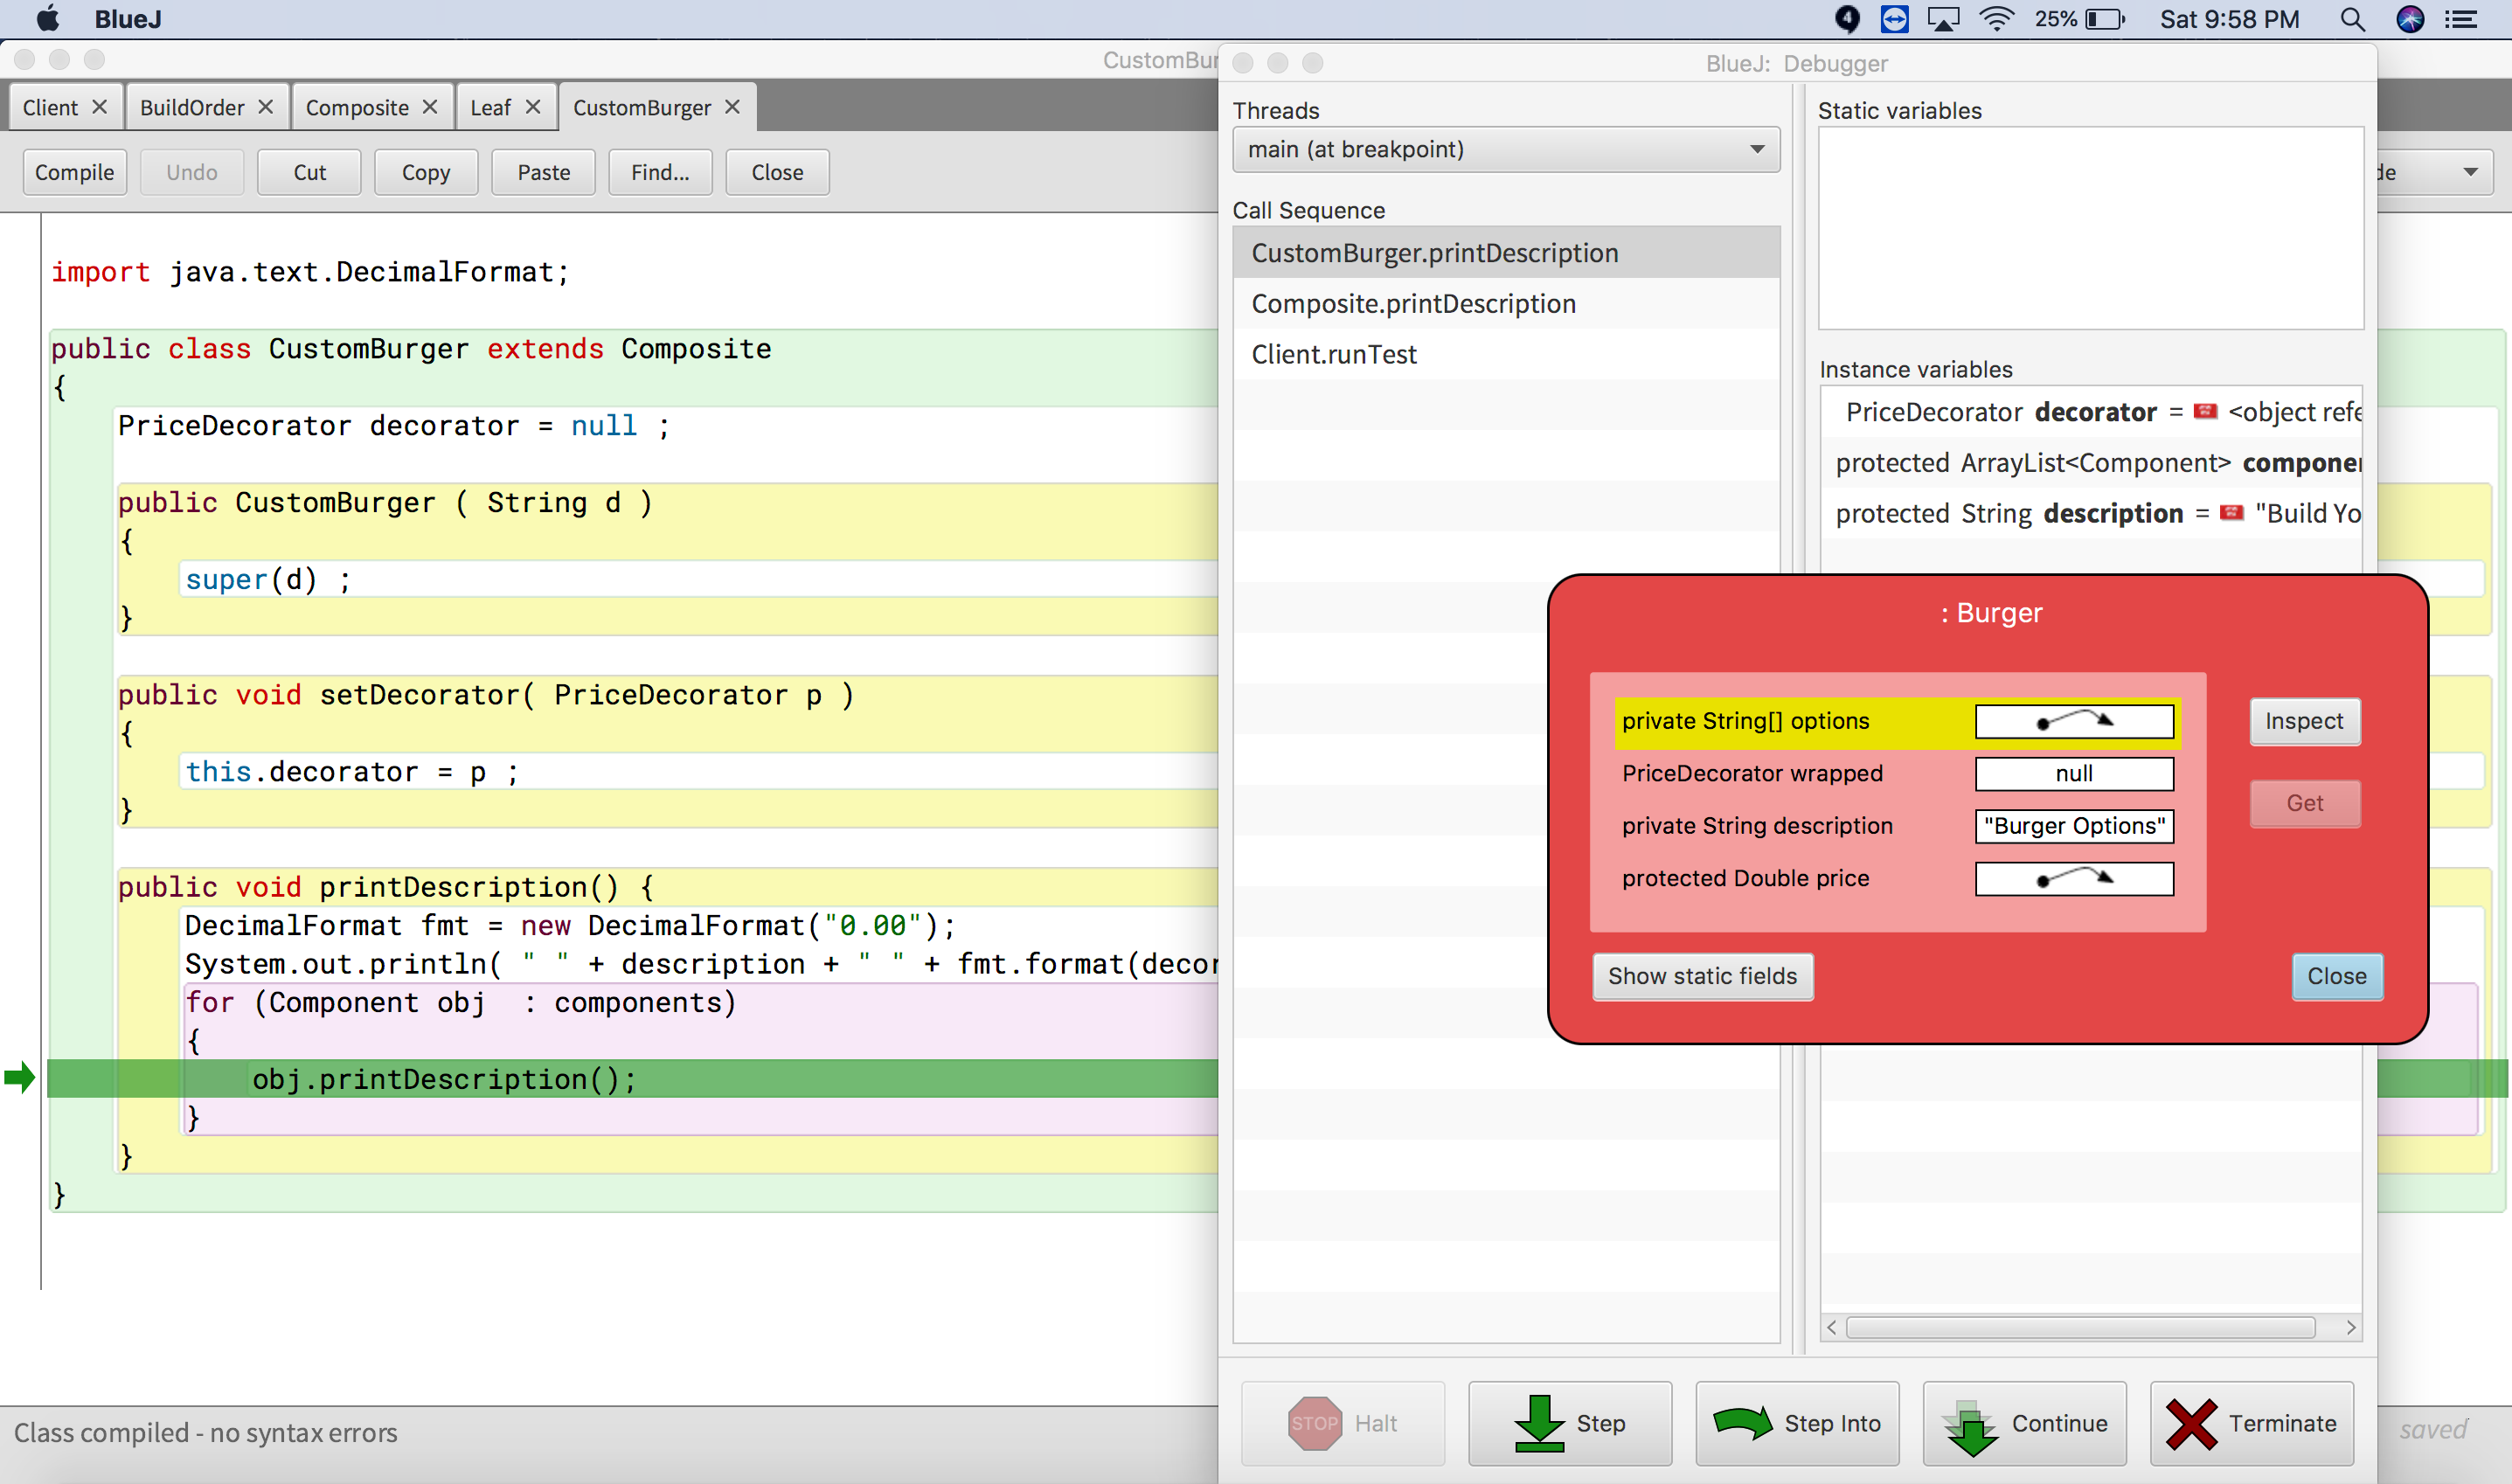 BlueJ
4
25%
Sat 9:58 PM
BlueJ: Debugger
Client
BuildOrder
Composite
Leaf
CustomBurger
Compile
Undo
Cut
Copy
Paste
Find...
Close
import java.text.DecimalFormat;
public class CustomBurger extends Composite
{
PriceDecorator decorator = null ;
public CustomBurger ( String d )
{
super(d) ;
}
public void setDecorator( PriceDecorator p )
{
this.decorator = p ;
}
public void printDescription() {
DecimalFormat fmt = new DecimalFormat("0.00");
System.out.println( " " + description + " " + fmt.format(
for (Component obj  : components)
{
obj.printDescription();
}
}
}
Class compiled - no syntax errors
saved
Threads
main (at breakpoint)
Call Sequence
CustomBurger.printDescription
Composite.printDescription
Client.runTest
Static variables
Instance variables
PriceDecorator decorator = <object
protected ArrayList<Component>
protected String description = "Build
: Burger
private String[] options
PriceDecorator wrapped null
private String description "Burger Options"
protected Double price
Inspect
Get
Show static fields
Close
STOP Halt
Step
Step Into
Continue
Terminate